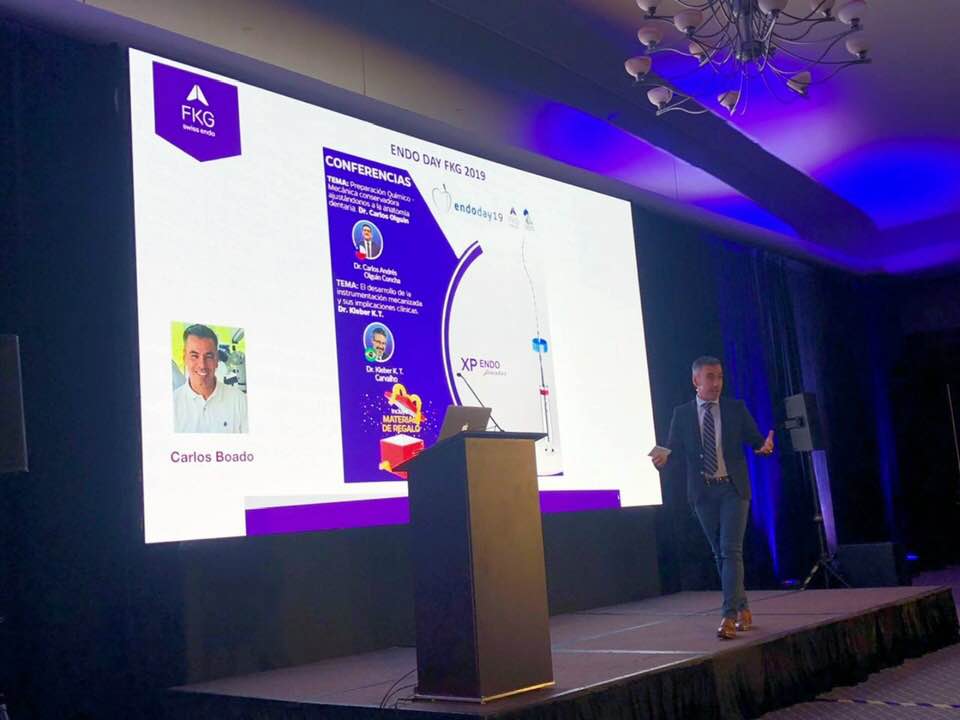 FKG
swiss endo
ENDO DAY FKG 2019
CONFERENCIAS
TEMA: Preparación Químico -
Mecánica conservadora
ajustándonos a la anatomía
dentaria. Dr. Carlos Olguín
Dr. Carlos Andrés
Olguín Concha
TEMA: El desarrollo de la
instrumentación mecanizada
y sus implicaciones clínicas.
Dr. Kleber K.T.
Dr. Kleber K. T.
Carvalho
Incluye
MATERIAL
DE REGALO
endoday19
XP ENDO
Carlos Boado